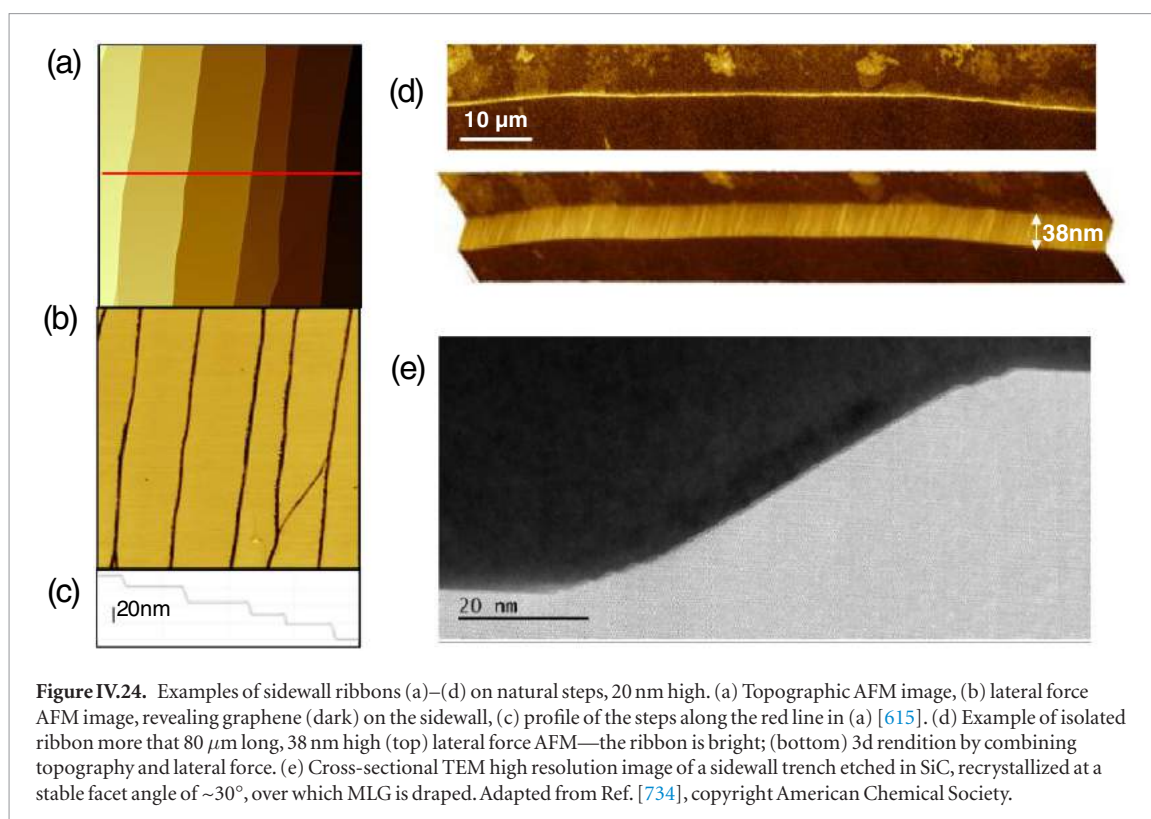 (a)
(b)
(c)
20nm
(d)
10 μm
38nm
(e)
20 nm
Figure IV.24. Examples of sidewall ribbons (a)–(d) on natural steps, 20 nm high. (a) Topographic AFM image, (b) lateral force
AFM image, revealing graphene (dark) on the sidewall, (c) profile of the steps along the red line in (a) [615]. (d) Example of isolated
ribbon more that 80 μm long, 38 nm high (top) lateral force AFM—the ribbon is bright; (bottom) 3d rendition by combining
topography and lateral force. (e) Cross-sectional TEM high resolution image of a sidewall trench etched in SiC, recrystallized at a
stable facet angle of ~30°, over which MLG is draped. Adapted from Ref. [734], copyright American Chemical Society.